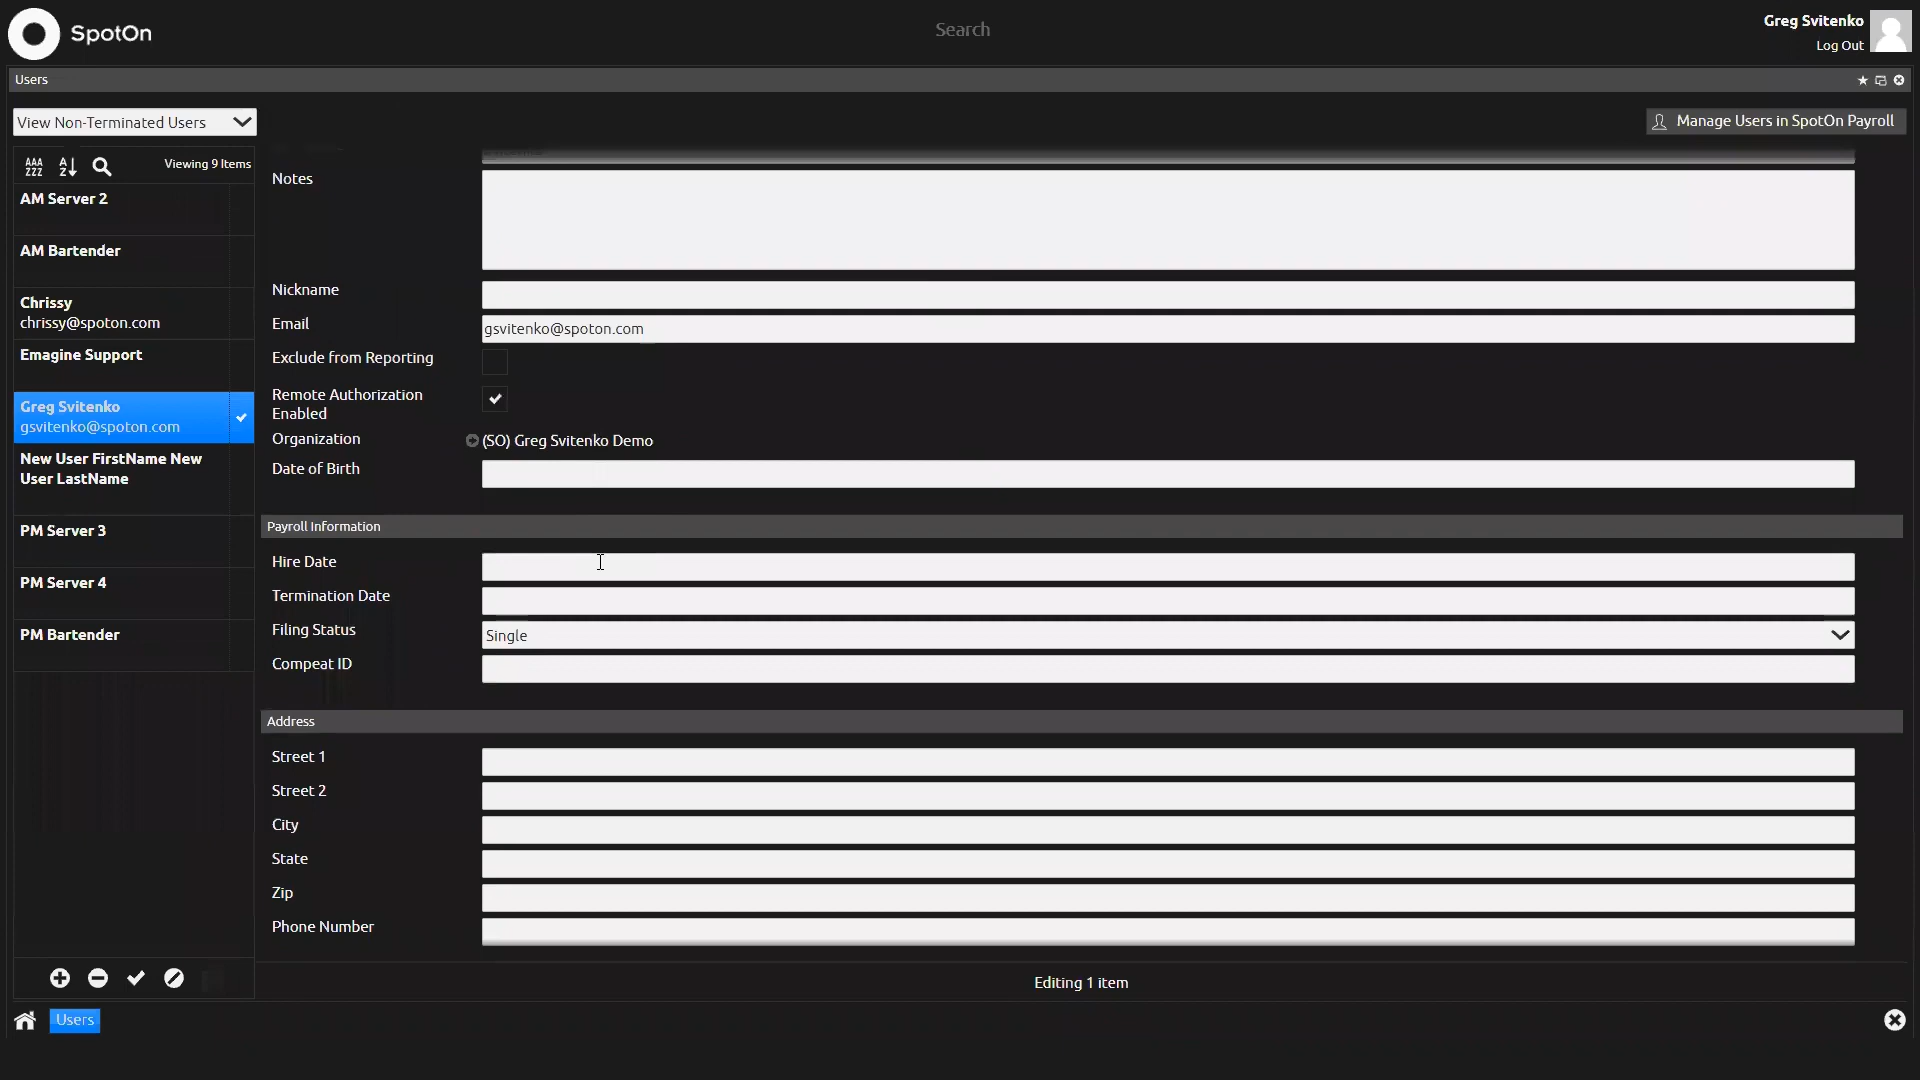 SpotOn
Search
Greg Svitenko
Log Out
Users
View Non-Terminated Users
Manage Users in SpotOn Payroll
AAA
ZZZ
A
Z
Viewing 9 Items
AM Server 2
AM Bartender
Chrissy
chrissy@spoton.com
Emagine Support
Greg Svitenko
gsvitenko@spoton.com
New User FirstName New
User LastName
PM Server 3
PM Server 4
PM Bartender
Notes
Nickname
Email
gsvitenko@spoton.com
Exclude from Reporting
Remote Authorization
Enabled
Organization
(SO) Greg Svitenko Demo
Date of Birth
Payroll Information
Hire Date
Termination Date
Filing Status
Single
Compeat ID
Address
Street 1
Street 2
City
State
Zip
Phone Number
Editing 1 item
Users